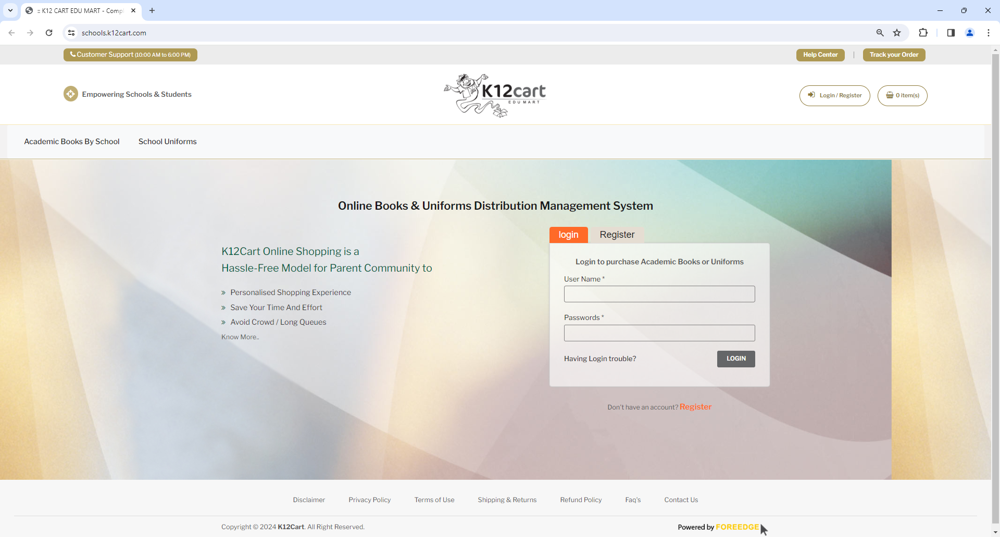 :: K12 CART EDU MART - Compl
schools.k12cart.com
Customer Support (10:00 AM to 6:00 PM)
Help Center | Track your Order
Empowering Schools & Students
K12cart
EDU MART
Login / Register
0 item(s)
Academic Books By School
School Uniforms
Online Books & Uniforms Distribution Management System
login
Register
K12Cart Online Shopping is a
Hassle-Free Model for Parent Community to
» Personalised Shopping Experience
» Save Your Time And Effort
» Avoid Crowd / Long Queues
Know More..
Login to purchase Academic Books or Uniforms
User Name *
Passwords *
Having Login trouble?
LOGIN
Don't have an account? Register
Disclaimer
Privacy Policy
Terms of Use
Shipping & Returns
Refund Policy
Faq's
Contact Us
Copyright © 2024 K12Cart. All Right Reserved.
Powered by FOREEDGE